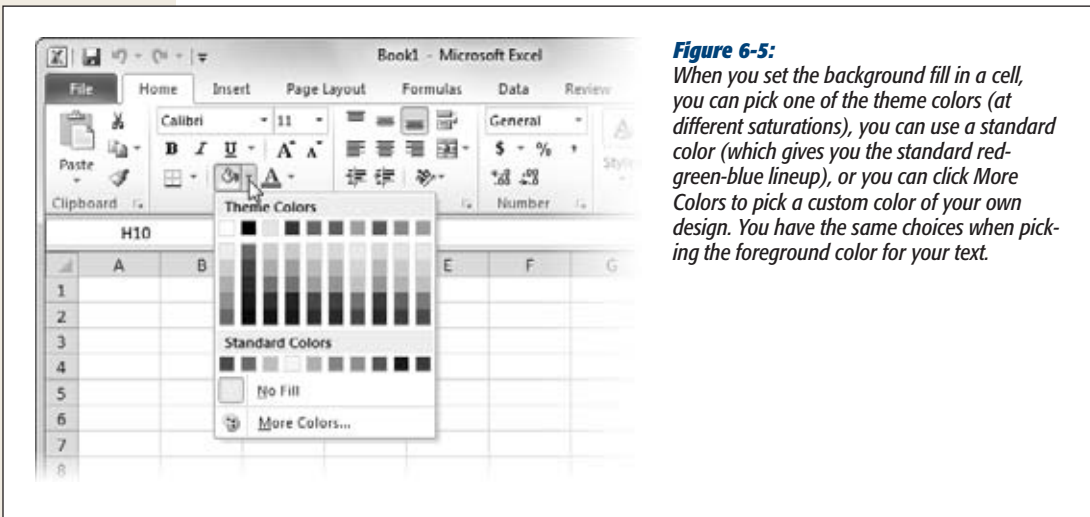 Book1 - Microsoft Excel
File Home Insert Page Layout Formulas Data Review
Calibri 11 General
Paste B I U A A $ - % ,
A Style
Clipboard Number
Theme Colors
H10
A B E F G
1
2
3
Standard Colors
4
5
No Fill
6
More Colors...
7
8
Figure 6-5:
When you set the background fill in a cell,
you can pick one of the theme colors (at
different saturations), you can use a standard
color (which gives you the standard red-
green-blue lineup), or you can click More
Colors to pick a custom color of your own
design. You have the same choices when pick-
ing the foreground color for your text.